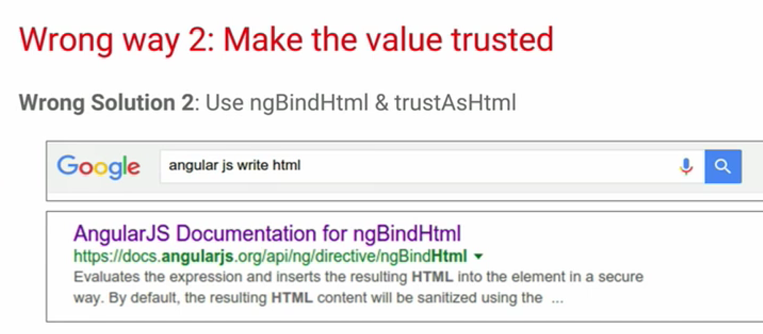 Wrong way 2: Make the value trusted
Wrong Solution 2: Use ngBindHtml & trustAsHtml
Google angular js write html
AngularJS Documentation for ngBindHtml
https://docs.angularjs.org/api/ng/directive/ngBindHtml
Evaluates the expression and inserts the resulting HTML into the element in a secure
way. By default, the resulting HTML content will be sanitized using the ...